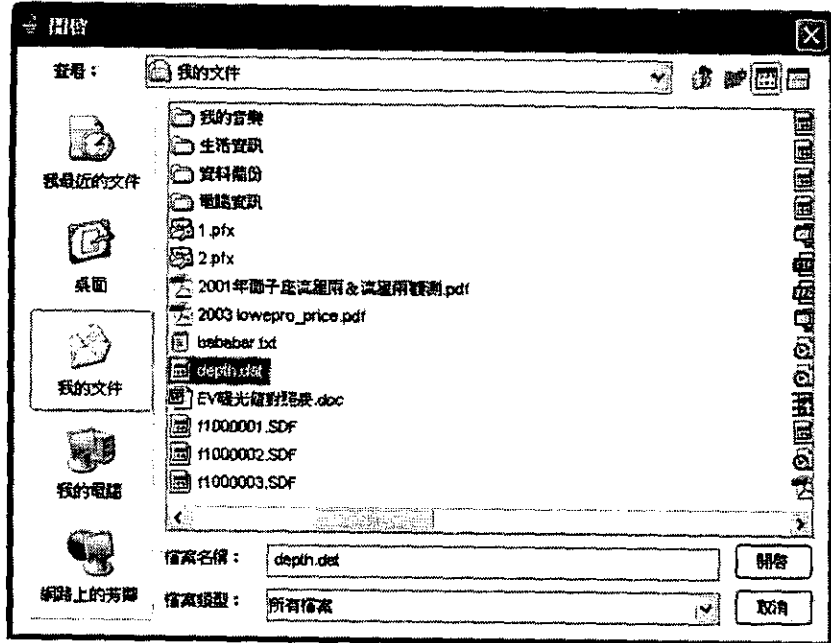 開啟
查看：
我的文件
我最近的文件
桌面
我的文件
我的電腦
網路上的芳鄰
我的音樂
生活資訊
資料備份
電腦資訊
1.pfx
2.pfx
2001年獅子座流星雨&流星雨觀測.pdf
2003 lowepro_price.pdf
bababar.txt
depth.dat
EV曝光值對照表.doc
f1000001.SDF
f1000002.SDF
f1000003.SDF
檔案名稱：
depth.dat
開啟
檔案類型：
所有檔案
取消